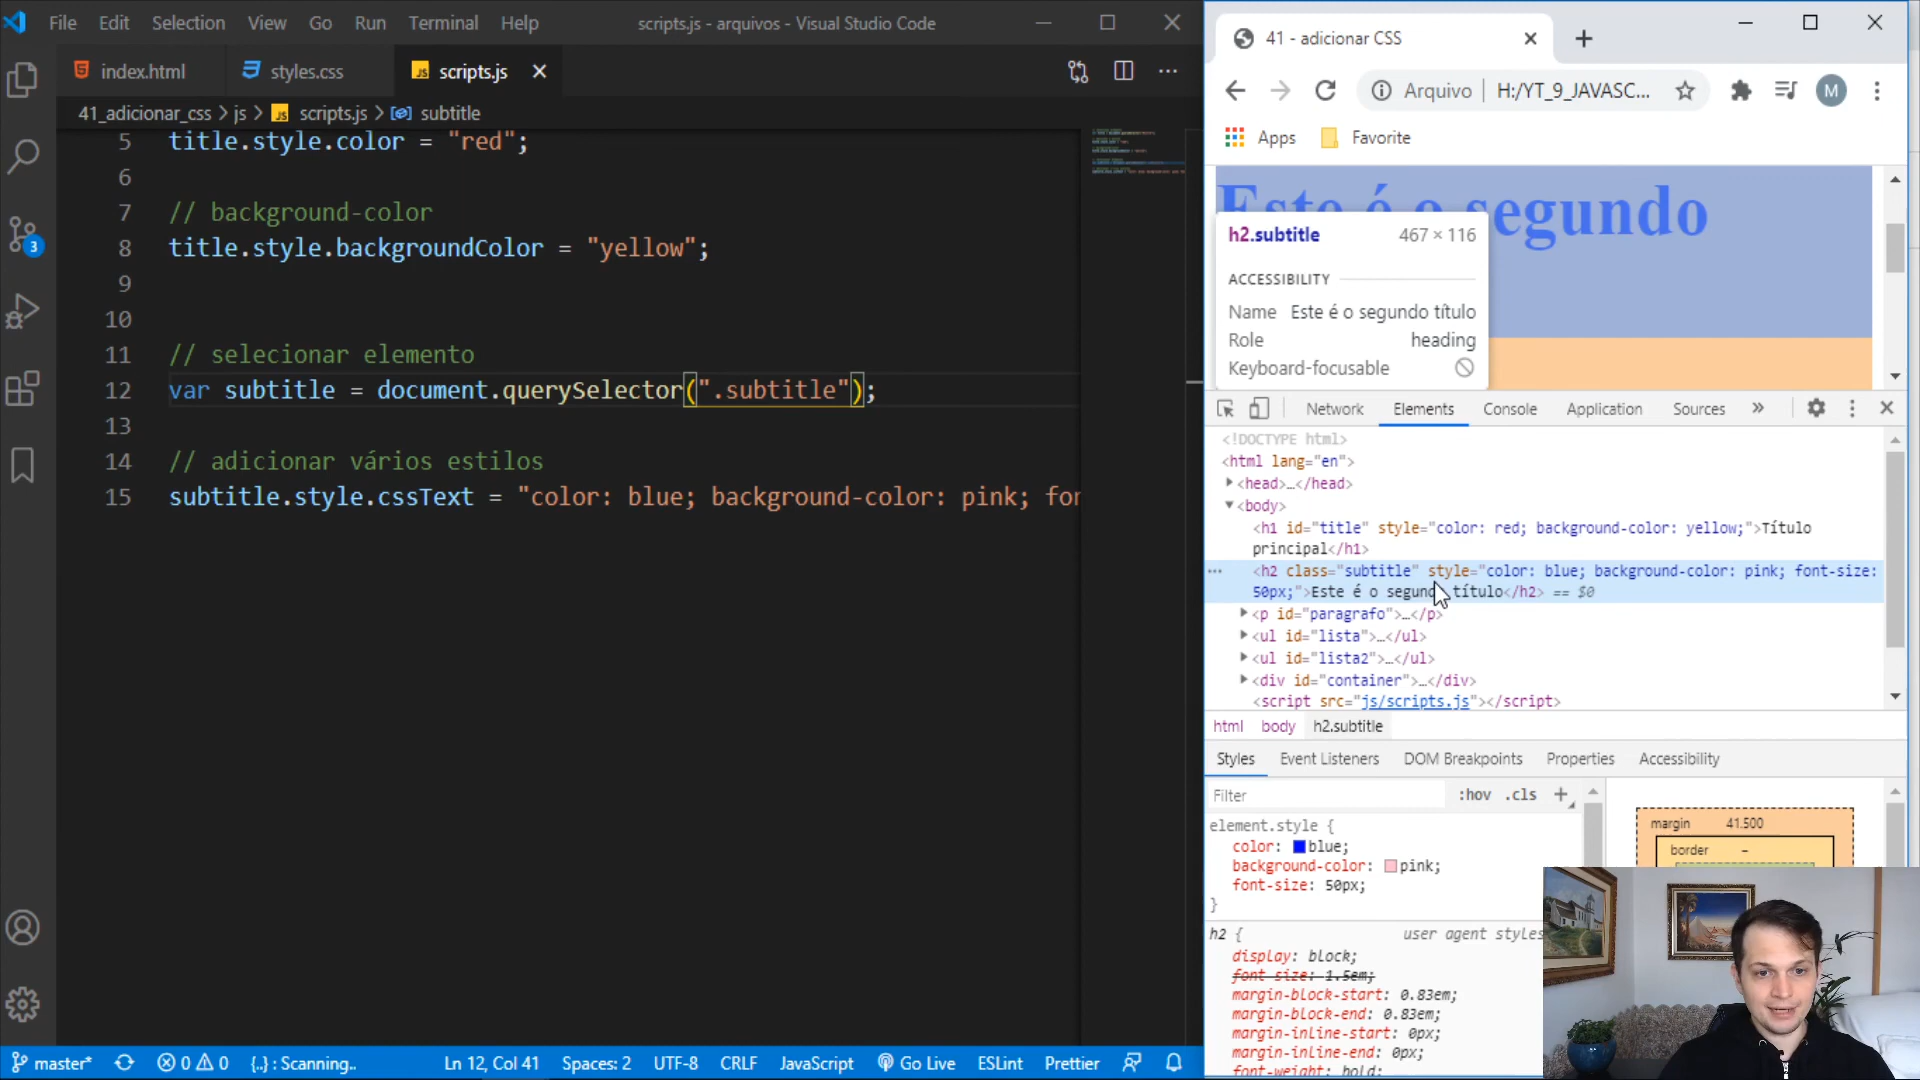 File Edit Selection View Go Run Terminal Help
scripts.js - arquivos - Visual Studio Code
index.html
styles.css
scripts.js
41_adicionar_css > js > scripts.js > subtitle
5 title.style.color = "red";
6
7 // background-color
8 title.style.backgroundColor = "yellow";
9
10
11 // selecionar elemento
12 var subtitle = document.querySelector(".subtitle");
13
14 // adicionar vários estilos
15 subtitle.style.cssText = "color: blue; background-color: pink; for
3
master* 0 0 {..} : Scanning.. Ln 12, Col 41 Spaces: 2 UTF-8 CRLF JavaScript Go Live ESLint Prettier
41 - adicionar CSS
Arquivo | H:/YT_9_JAVASC...
M
Apps Favorite
Este é o segundo
h2.subtitle 467 × 116
ACCESSIBILITY
Name Este é o segundo título
Role heading
Keyboard-focusable
Network Elements Console Application Sources »
<!DOCTYPE html>
<html lang="en">
<head>…</head>
<body>
<h1 id="title" style="color: red; background-color: yellow;">Título
principal</h1>
<h2 class="subtitle" style="color: blue; background-color: pink; font-size:
50px;">Este é o segundo título</h2> == $0
<p id="paragrafo">…</p>
<ul id="lista">…</ul>
<ul id="lista2">…</ul>
<div id="container">…</div>
<script src="js/scripts.js"></script>
html body h2.subtitle
Styles Event Listeners DOM Breakpoints Properties Accessibility
Filter :hov .cls +
element.style {
color: blue;
background-color: pink;
font-size: 50px;
}
h2 { user agent styles
display: block;
font-size: 1.5em;
margin-block-start: 0.83em;
margin-block-end: 0.83em;
margin-inline-start: 0px;
margin-inline-end: 0px;
font-weight: bold;
margin 41.500
border –